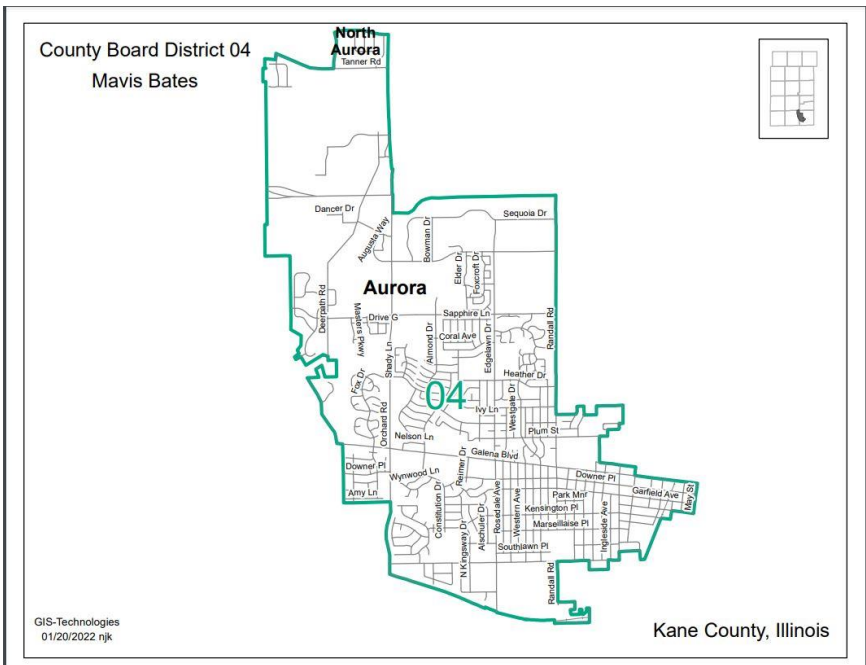 County Board District 04
Mavis Bates
North
Aurora
Tanner Rd
Dancer Dr
Augusta Way
Bowman Dr
Sequoia Dr
Elder Dr
Foxcroft Dr
Aurora
Deerpath Rd
Masters Pkwy
Drive G
Sapphire Ln
Randall Rd
Shady Ln
Almond Dr
Coral Ave
Edgelawn Dr
Fox Dr
Heather Dr
04
Ivy Ln
Westgate Dr
Orchard Rd
Nelson Ln
Plum St
Galena Blvd
Downer Pl
Wynwood Ln
Reimer Dr
Downer Pl
Amy Ln
Constitution Dr
Rosedale Ave
Western Ave
Park Mnr
Garfield Ave
May St
Kensington Pl
Marseillaise Pl
Ingleside Ave
N Kingsway Dr
Alschuler Dr
Southlawn Pl
Randall Rd
GIS-Technologies
01/20/2022 njk
Kane County, Illinois